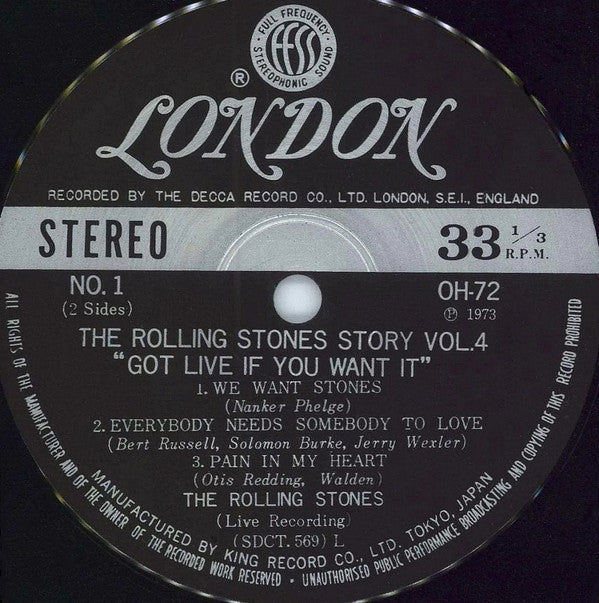 FULL FREQUENCY
FFSS
STEREOPHONIC SOUND
®
LONDON
RECORDED BY THE DECCA RECORD CO., LTD. LONDON, S.E.I., ENGLAND
STEREO
33 1/3
R.P.M.
NO. 1
(2 Sides)
OH-72
Ⓟ 1973
THE ROLLING STONES STORY VOL.4
“GOT LIVE IF YOU WANT IT”
1. WE WANT STONES
(Nanker Phelge)
2. EVERYBODY NEEDS SOMEBODY TO LOVE
(Bert Russell, Solomon Burke, Jerry Wexler)
3. PAIN IN MY HEART
(Otis Redding, Walden)
THE ROLLING STONES
(Live Recording)
(SDCT. 569) L
MANUFACTURED BY KING RECORD CO., LTD. TOKYO, JAPAN
ALL RIGHTS OF THE MANUFACTURER AND OF THE OWNER OF THE RECORDED WORK RESERVED - UNAUTHORISED PUBLIC PERFORMANCE BROADCASTING AND COPYING OF THIS RECORD PROHIBITED